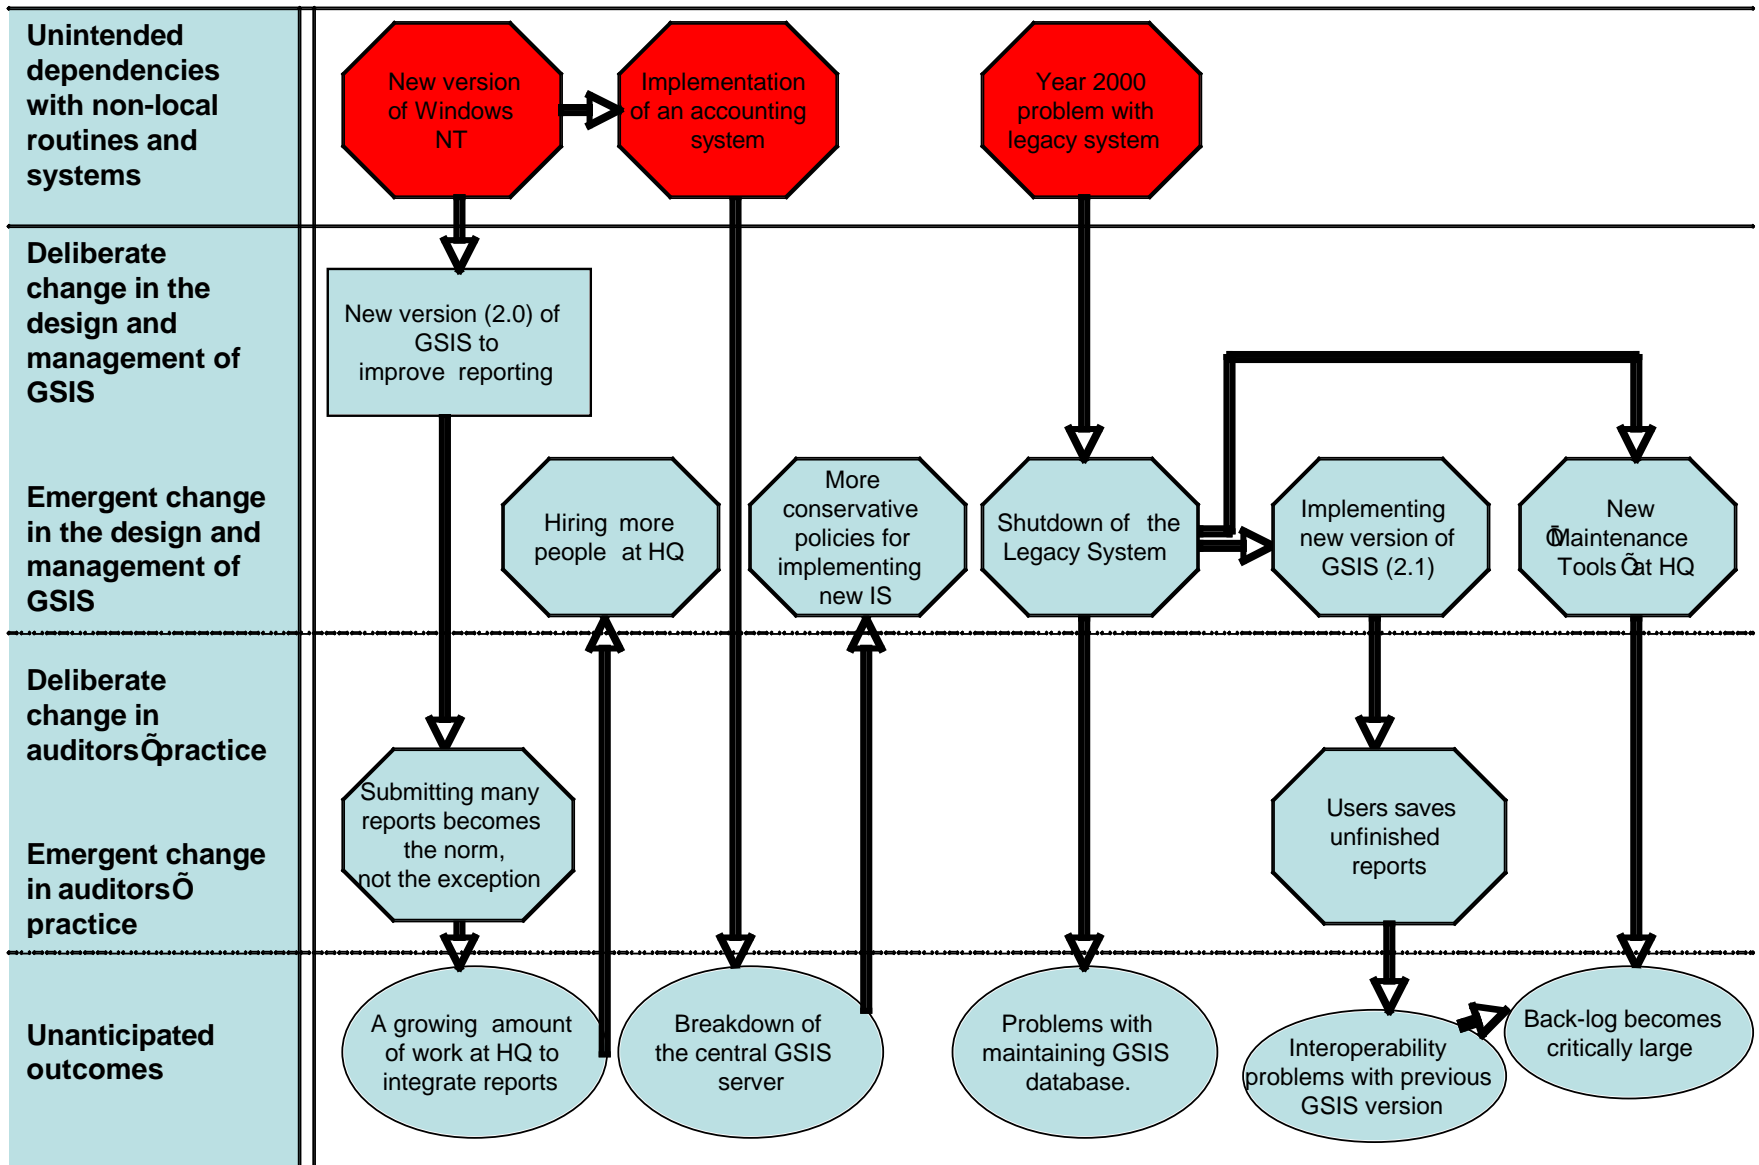 Unintended
dependencies
with non-local
routines and
systems
New version
of Windows
NT
Implementation
of an accounting
system
Year 2000
problem with
legacy system
Deliberate
change in the
design and
management of
GSIS
New version (2.0) of
GSIS to
improve reporting
Emergent change
in the design and
management of
GSIS
Hiring more
people at HQ
More
conservative
policies for
implementing
new IS
Shutdown of the
Legacy System
Implementing
new version of
GSIS (2.1)
New
ÔMaintenance
Tools Õat HQ
Deliberate
change in
auditorsÕpractice
Emergent change
in auditorsÕ
practice
Submitting many
reports becomes
the norm,
not the exception
Users saves
unfinished
reports
Unanticipated
outcomes
A growing amount
of work at HQ to
integrate reports
Breakdown of
the central GSIS
server
Problems with
maintaining GSIS
database.
Interoperability
problems with previous
GSIS version
Back-log becomes
critically large